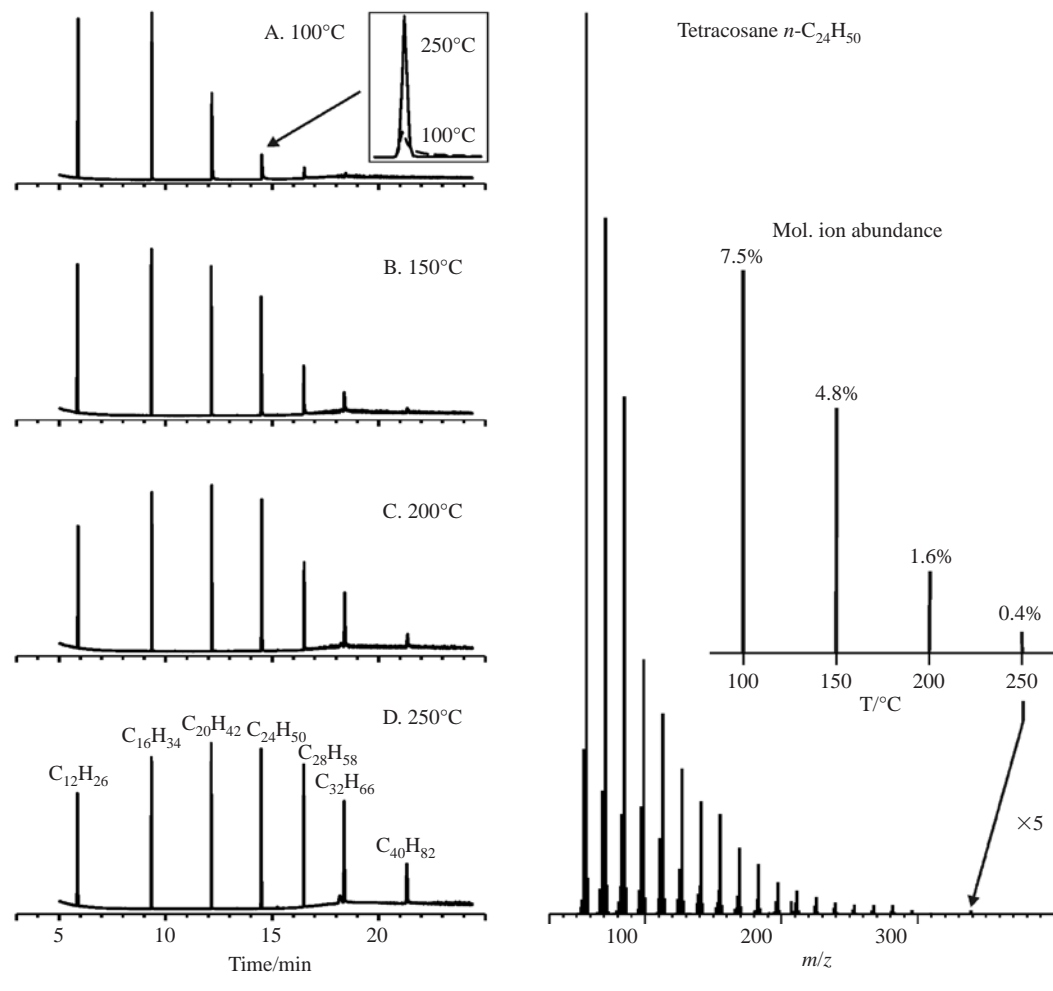 A. 100°C
250°C
100°C
B. 150°C
C. 200°C
D. 250°C
C₁₂H₂₆
C₁₆H₃₄
C₂₀H₄₂
C₂₄H₅₀
C₂₈H₅₈
C₃₂H₆₆
C₄₀H₈₂
5 10 15 20
Time/min
Tetracosane n-C₂₄H₅₀
Mol. ion abundance
7.5%
4.8%
1.6%
0.4%
100 150 200 250
T/°C
×5
100 200 300
m/z